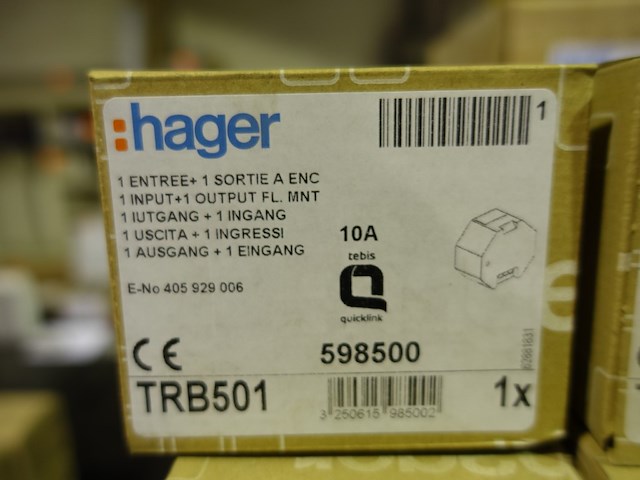 :hager
1
1 ENTREE+ 1 SORTIE A ENC
1 INPUT+1 OUTPUT FL. MNT
1 IUTGANG + 1 INGANG
1 USCITA + 1 INGRESSI
1 AUSGANG + 1 EINGANG
10A
tebis
quicklink
E-No 405 929 006
CE
598500
TRB501
3 250615 985002
1x